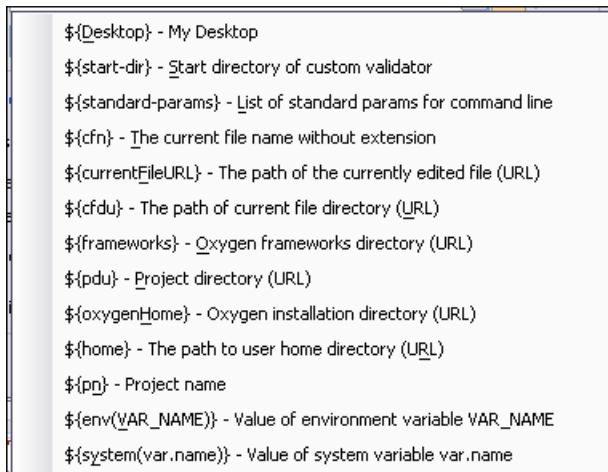 ${Desktop} - My Desktop
${start-dir} - Start directory of custom validator
${standard-params} - List of standard params for command line
${cfn} - The current file name without extension
${currentFileURL} - The path of the currently edited file (URL)
${cfdu} - The path of current file directory (URL)
${frameworks} - Oxygen frameworks directory (URL)
${pdu} - Project directory (URL)
${oxygenHome} - Oxygen installation directory (URL)
${home} - The path to user home directory (URL)
${pn} - Project name
${env(VAR_NAME)} - Value of environment variable VAR_NAME
${system(var.name)} - Value of system variable var.name